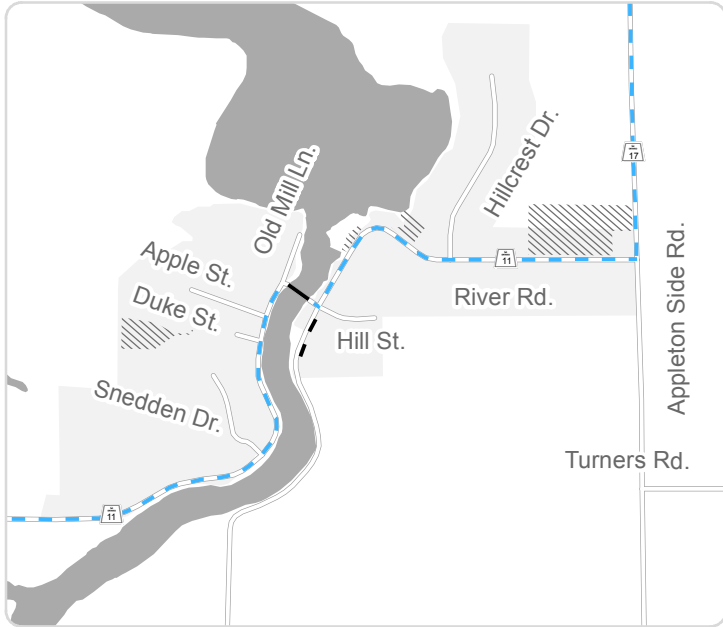 Old Mill Ln.
Hillcrest Dr.
17
Apple St.
Appleton Side Rd.
11
Duke St.
River Rd.
Hill St.
Snedden Dr.
Turners Rd.
11